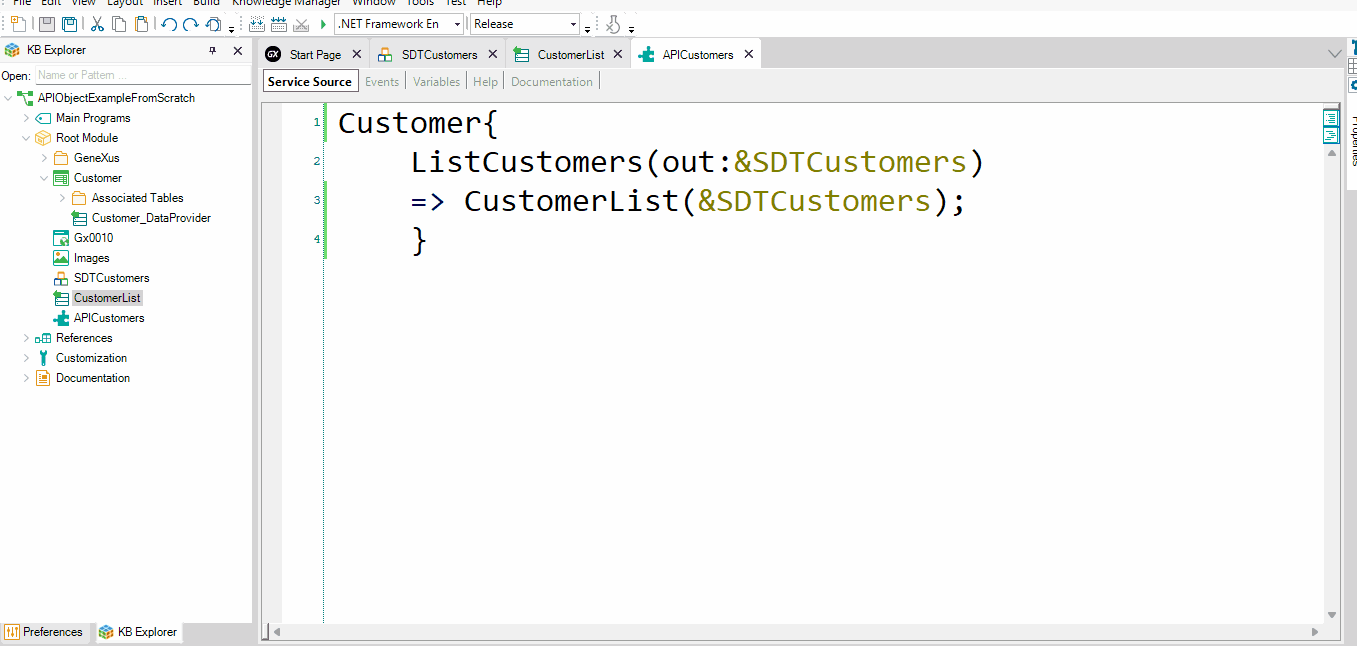 File Edit View Layout Insert Build Knowledge Manager Window Tools Test Help
.NET Framework En Release
KB Explorer
Start Page SDTCustomers CustomerList APICustomers
Open: Name or Pattern ...
Service Source Events Variables Help Documentation
APIObjectExampleFromScratch
Main Programs
Root Module
GeneXus
Customer
Associated Tables
Customer_DataProvider
Gx0010
Images
SDTCustomers
CustomerList
APICustomers
References
Customization
Documentation
1 Customer{
2 ListCustomers(out:&SDTCustomers)
3 => CustomerList(&SDTCustomers);
4 }
Properties
Preferences KB Explorer